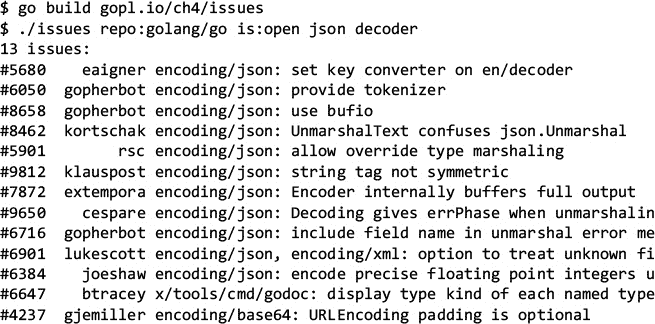 $ go build gopl.io/ch4/issues
$ ./issues repo:golang/go is:open json decoder
13 issues:
#5680    eaigner encoding/json: set key converter on en/decoder
#6050  gopherbot encoding/json: provide tokenizer
#8658  gopherbot encoding/json: use bufio
#8462  kortschak encoding/json: UnmarshalText confuses json.Unmarshal
#5901        rsc encoding/json: allow override type marshaling
#9812  klauspost encoding/json: string tag not symmetric
#7872  extempora encoding/json: Encoder internally buffers full output
#9650    cespare encoding/json: Decoding gives errPhase when unmarshalin
#6716  gopherbot encoding/json: include field name in unmarshal error me
#6901  lukescott encoding/json, encoding/xml: option to treat unknown fi
#6384    joeshaw encoding/json: encode precise floating point integers u
#6647    btracey x/tools/cmd/godoc: display type kind of each named type
#4237  gjemiller encoding/base64: URLEncoding padding is optional